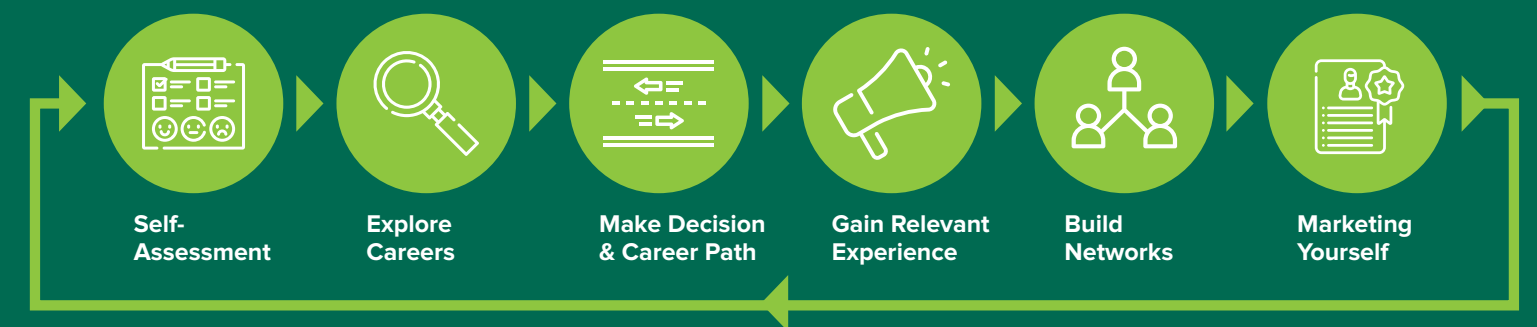 Self-
Assessment
Explore
Careers
Make Decision
& Career Path
Gain Relevant
Experience
Build
Networks
Marketing
Yourself